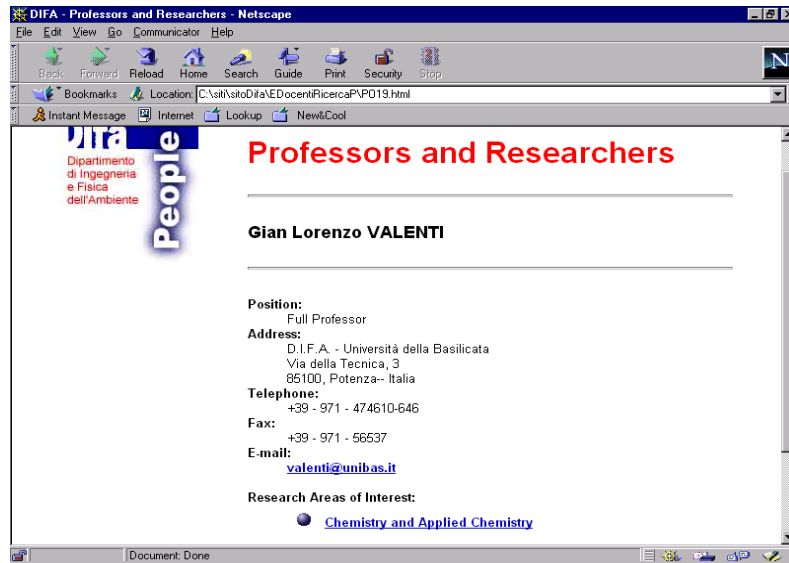 DIFA - Professors and Researchers - Netscape
File Edit View Go Communicator Help
Back Forward Reload Home Search Guide Print Security Stop
N
Bookmarks Location: C:\siti\sitoDifa\EDocentiRicercaP\P019.html
Instant Message Internet Lookup New&Cool
Difa
Dipartimento
di Ingegneria
e Fisica
dell'Ambiente
People
Professors and Researchers
Gian Lorenzo VALENTI
Position:
Full Professor
Address:
D.I.F.A. - Università della Basilicata
Via della Tecnica, 3
85100, Potenza-- Italia
Telephone:
+39 - 971 - 474610-646
Fax:
+39 - 971 - 56537
E-mail:
valenti@unibas.it
Research Areas of Interest:
Chemistry and Applied Chemistry
Document: Done